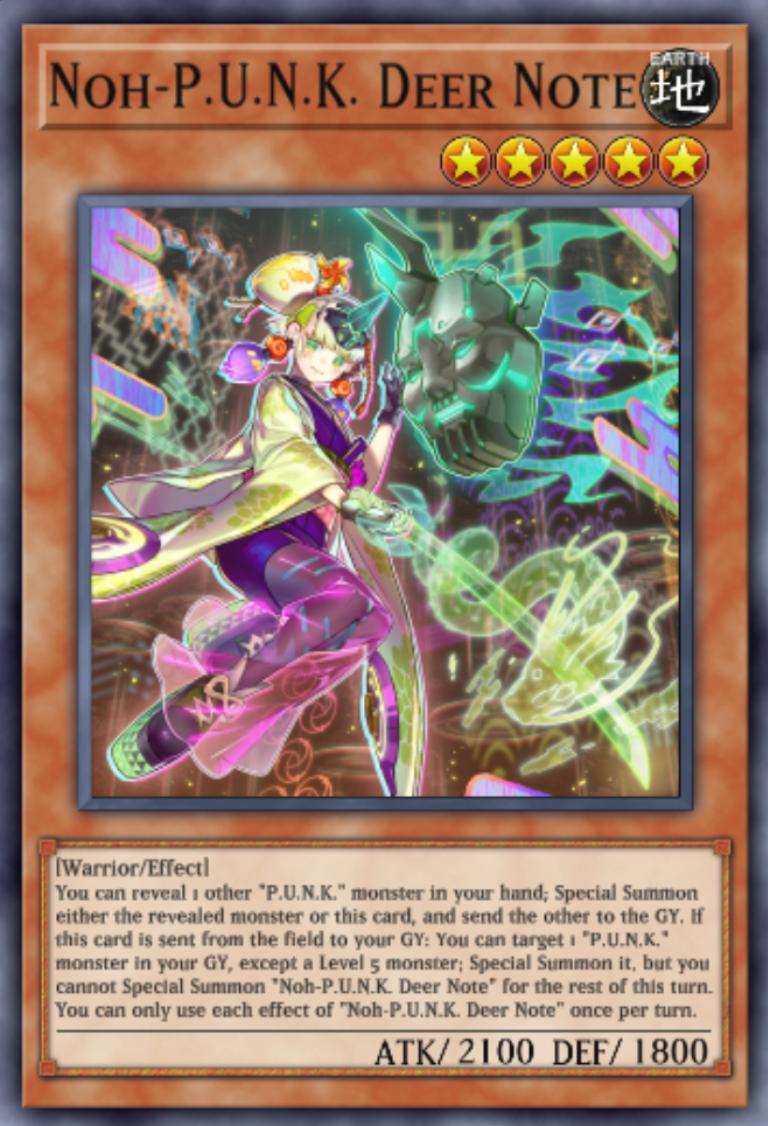 NOH-P.U.N.K. DEER NOTE
EARTH
地
[Warrior/Effect]
You can reveal 1 other "P.U.N.K." monster in your hand; Special Summon
either the revealed monster or this card, and send the other to the GY. If
this card is sent from the field to your GY: You can target 1 "P.U.N.K."
monster in your GY, except a Level 5 monster; Special Summon it, but you
cannot Special Summon "Noh-P.U.N.K. Deer Note" for the rest of this turn.
You can only use each effect of "Noh-P.U.N.K. Deer Note" once per turn.
ATK/ 2100 DEF/ 1800